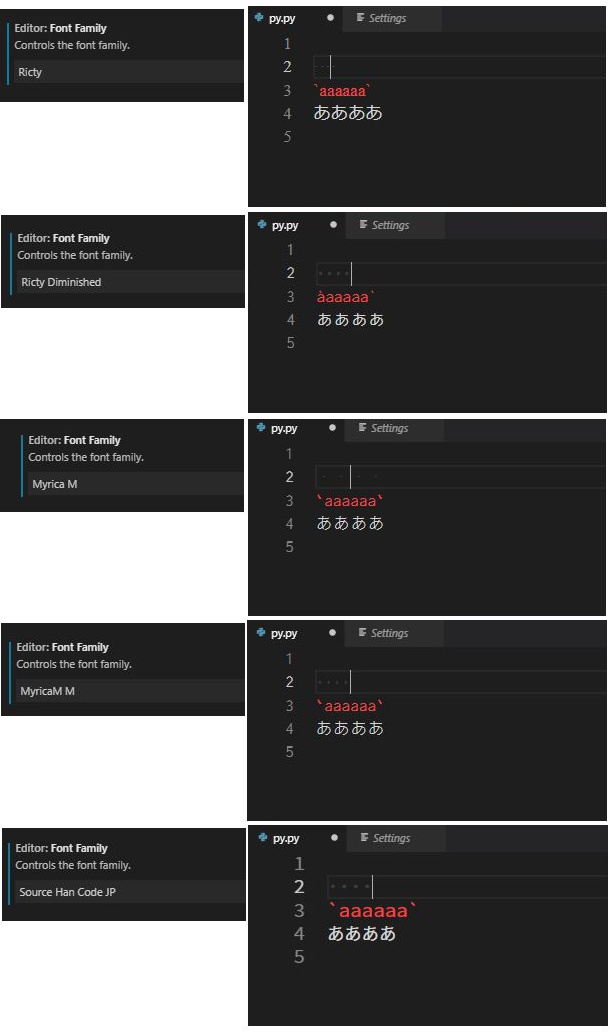 Editor: Font Family
Controls the font family.
Ricty
py.py
Settings
1
2
3 `aaaaaa`
4 ああああ
5
Editor: Font Family
Controls the font family.
Ricty Diminished
py.py
Settings
1
2 ····
3 `aaaaaa`
4 ああああ
5
Editor: Font Family
Controls the font family.
Myrica M
py.py
Settings
1
2
3 `aaaaaa`
4 ああああ
5
Editor: Font Family
Controls the font family.
MyricaM M
py.py
Settings
1
2 ····
3 `aaaaaa`
4 ああああ
5
Editor: Font Family
Controls the font family.
Source Han Code JP
py.py
Settings
1
2 ····
3 `aaaaaa`
4 ああああ
5